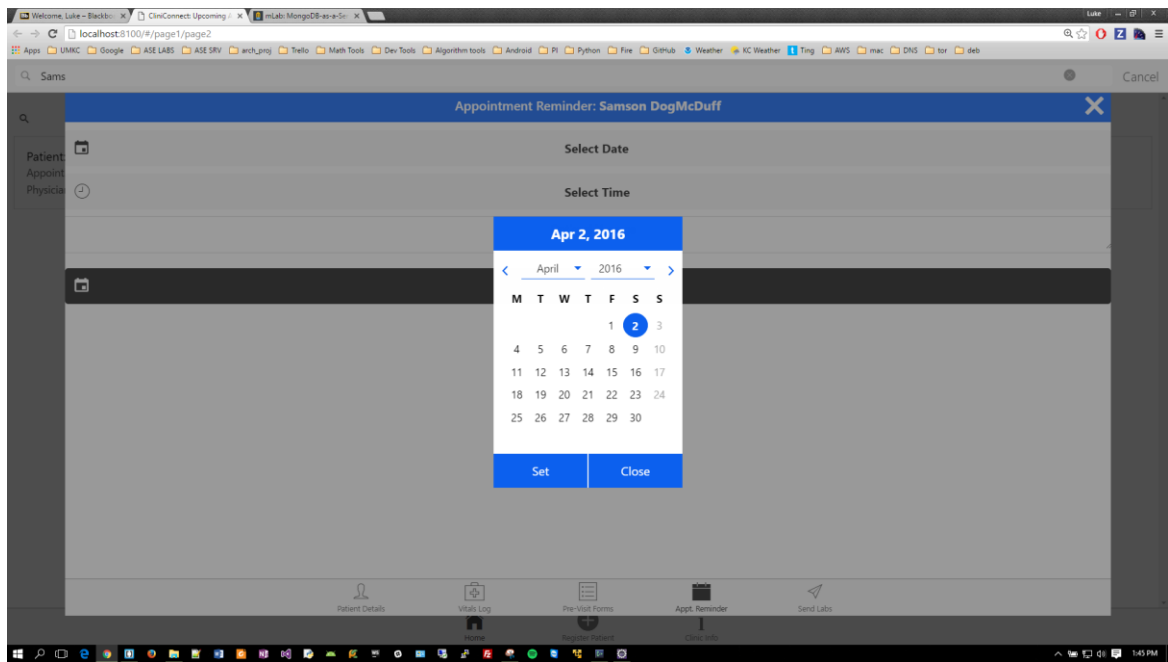 Welcome, Luke – Blackbo
CliniConnect: Upcoming A
mLab: MongoDB-as-a-Se
Luke
localhost:8100/#/page1/page2
Apps UMKC Google ASE LABS ASE SRV arch_proj Trello Math Tools Dev Tools Algorithm tools Android PI Python Fire GitHub Weather KC Weather Ting AWS mac DNS tor deb
Sams Cancel
Appointment Reminder: Samson DogMcDuff
Patient:
Appoint
Physicia
Select Date
Select Time
Apr 2, 2016
April 2016
M T W T F S S
1 2 3
4 5 6 7 8 9 10
11 12 13 14 15 16 17
18 19 20 21 22 23 24
25 26 27 28 29 30
Set Close
Patient Details Vitals Log Pre-Visit Forms Appt. Reminder Send Labs
Home Register Patient Clinic Info
1:45 PM